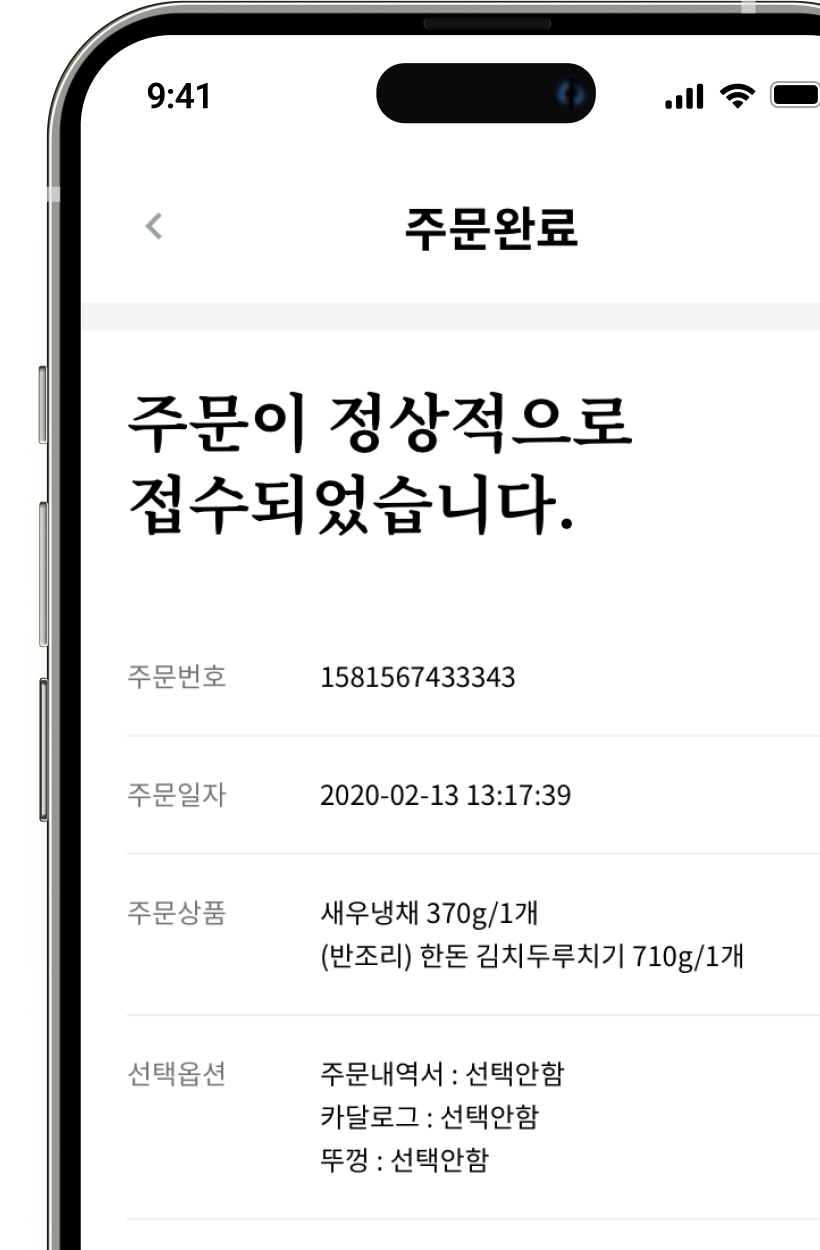 9:41
주문완료
주문이 정상적으로
접수되었습니다.
주문번호 1581567433343
주문일자 2020-02-13 13:17:39
주문상품 새우냉채 370g/1개
(반조리) 한돈 김치두루치기 710g/1개
선택옵션 주문내역서 : 선택안함
카달로그 : 선택안함
뚜껑 : 선택안함